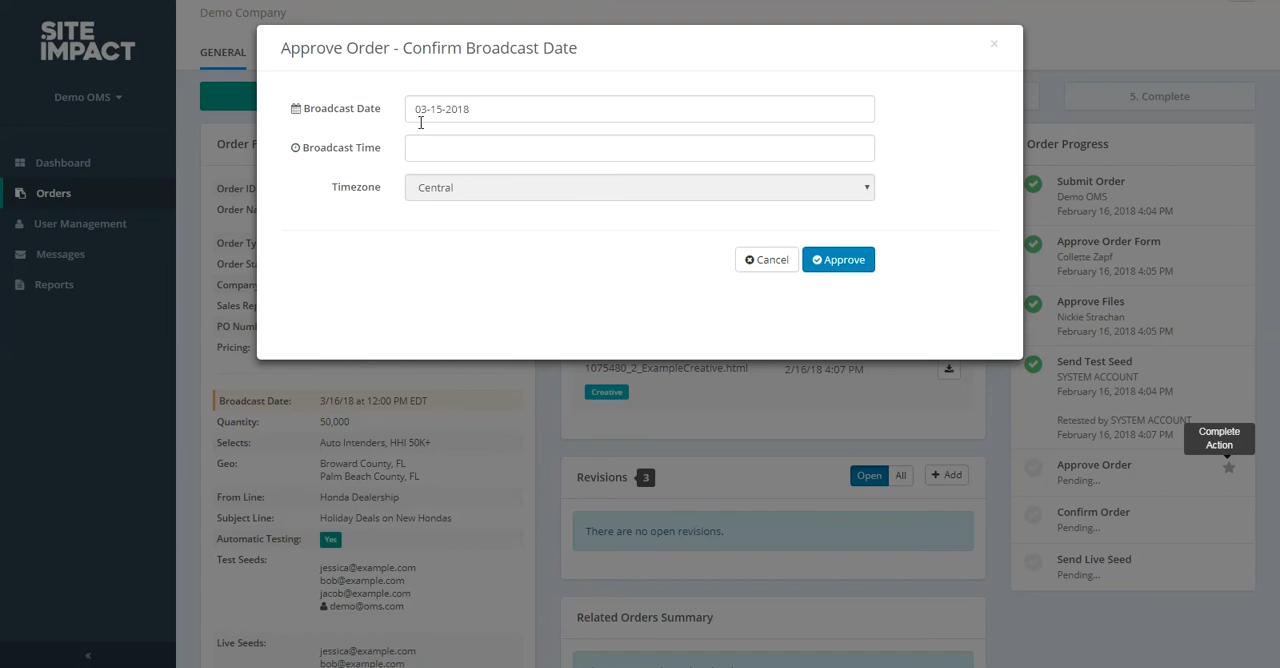 SITE
IMPACT
Demo OMS
Dashboard
Orders
User Management
Messages
Reports
«
Demo Company
GENERAL
5. Complete
Approve Order - Confirm Broadcast Date
×
Broadcast Date
03-15-2018
Broadcast Time
Timezone
Central
Cancel
Approve
Order
Order ID
Order
Order
Order
Company
Sales
PO
Pricing:
Broadcast Date: 3/16/18 at 12:00 PM EDT
Quantity: 50,000
Selects: Auto Intenders, HHI 50K+
Geo: Broward County, FL
Palm Beach County, FL
From Line: Honda Dealership
Subject Line: Holiday Deals on New Hondas
Automatic Testing: Yes
Test Seeds:
jessica@example.com
bob@example.com
jacob@example.com
demo@oms.com
Live Seeds:
jessica@example.com
bob@example.com
1075480_2_ExampleCreative.html 2/16/18 4:07 PM
Creative
Revisions 3
Open All + Add
There are no open revisions.
Related Orders Summary
Order Progress
Submit Order
Demo OMS
February 16, 2018 4:04 PM
Approve Order Form
Collette Zapf
February 16, 2018 4:05 PM
Approve Files
Nickie Strachan
February 16, 2018 4:05 PM
Send Test Seed
SYSTEM ACCOUNT
February 16, 2018 4:04 PM
Retested by SYSTEM ACCOUNT
February 16, 2018 4:07 PM
Complete
Action
Approve Order
Pending...
Confirm Order
Pending...
Send Live Seed
Pending...